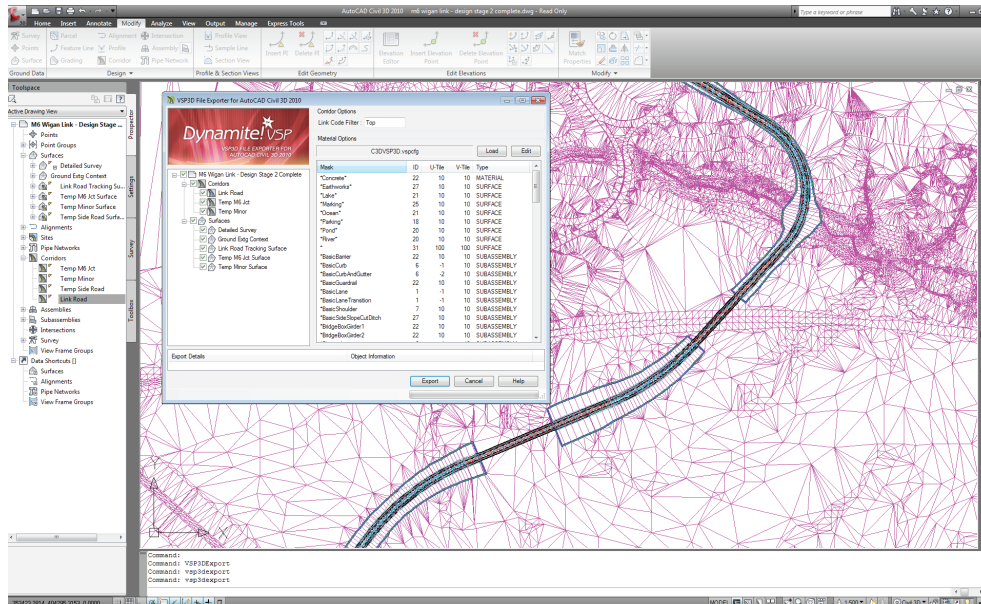 AutoCAD Civil 3D 2010 m6 wigan link - design stage 2 complete.dwg - Read Only
Type a keyword or phrase
Home Insert Annotate Modify Analyze View Output Manage Express Tools
Survey Parcel Alignment Intersection Profile View
Points Feature Line Profile Assembly Sample Line
Surface Grading Corridor Pipe Network Section View
Insert PI Delete PI
Elevation Editor
Insert Elevation Point
Delete Elevation Point
Match Properties
Ground Data Design Profile & Section Views Edit Geometry Edit Elevations Modify
Toolspace
Active Drawing View
M6 Wigan Link - Design Stage ...
Points
Point Groups
Surfaces
Detailed Survey
Ground Extg Context
Link Road Tracking Su...
Temp M6 Jct Surface
Temp Minor Surface
Temp Side Road Surfa...
Alignments
Sites
Pipe Networks
Corridors
Temp M6 Jct
Temp Minor
Temp Side Road
Link Road
Assemblies
Subassemblies
Intersections
Survey
View Frame Groups
Data Shortcuts []
Surfaces
Alignments
Pipe Networks
View Frame Groups
Prospector
Settings
Survey
Toolbox
VSP3D File Exporter for AutoCAD Civil 3D 2010
Dynamite! VSP
VSP3D FILE EXPORTER FOR
AUTOCAD CIVIL 3D 2010
M6 Wigan Link - Design Stage 2 Complete
Corridors
Link Road
Temp M6 Jct
Temp Minor
Surfaces
Detailed Survey
Ground Extg Context
Link Road Tracking Surface
Temp M6 Jct Surface
Temp Minor Surface
Corridor Options
Link Code Filter : Top
Material Options
C3DVSP3D.vspcfg Load Edit
Mask ID U-Tile V-Tile Type
*Concrete* 22 10 10 MATERIAL
*Earthworks* 27 10 10 SURFACE
*Lake* 21 10 10 SURFACE
*Marking* 25 10 10 SURFACE
*Ocean* 21 10 10 SURFACE
*Parking* 18 10 10 SURFACE
*Pond* 20 10 10 SURFACE
*River* 20 10 10 SURFACE
31 100 100 SURFACE
*BasicBarrier 22 10 10 SUBASSEMBLY
*BasicCurb 6 -1 10 SUBASSEMBLY
*BasicCurbAndGutter 6 -2 10 SUBASSEMBLY
*BasicGuardrail 22 10 10 SUBASSEMBLY
*BasicLane 1 -1 10 SUBASSEMBLY
*BasicLaneTransition 1 -1 10 SUBASSEMBLY
*BasicShoulder 7 10 10 SUBASSEMBLY
*BasicSideSlopeCutDitch 27 10 10 SUBASSEMBLY
*BridgeBoxGirder1 22 10 10 SUBASSEMBLY
*BridgeBoxGirder2 22 10 10 SUBASSEMBLY
Export Details Object Information
Export Cancel Help
Command:
Command: VSP3DExport
Command: vsp3dexport
Command: vsp3dexport
MODEL